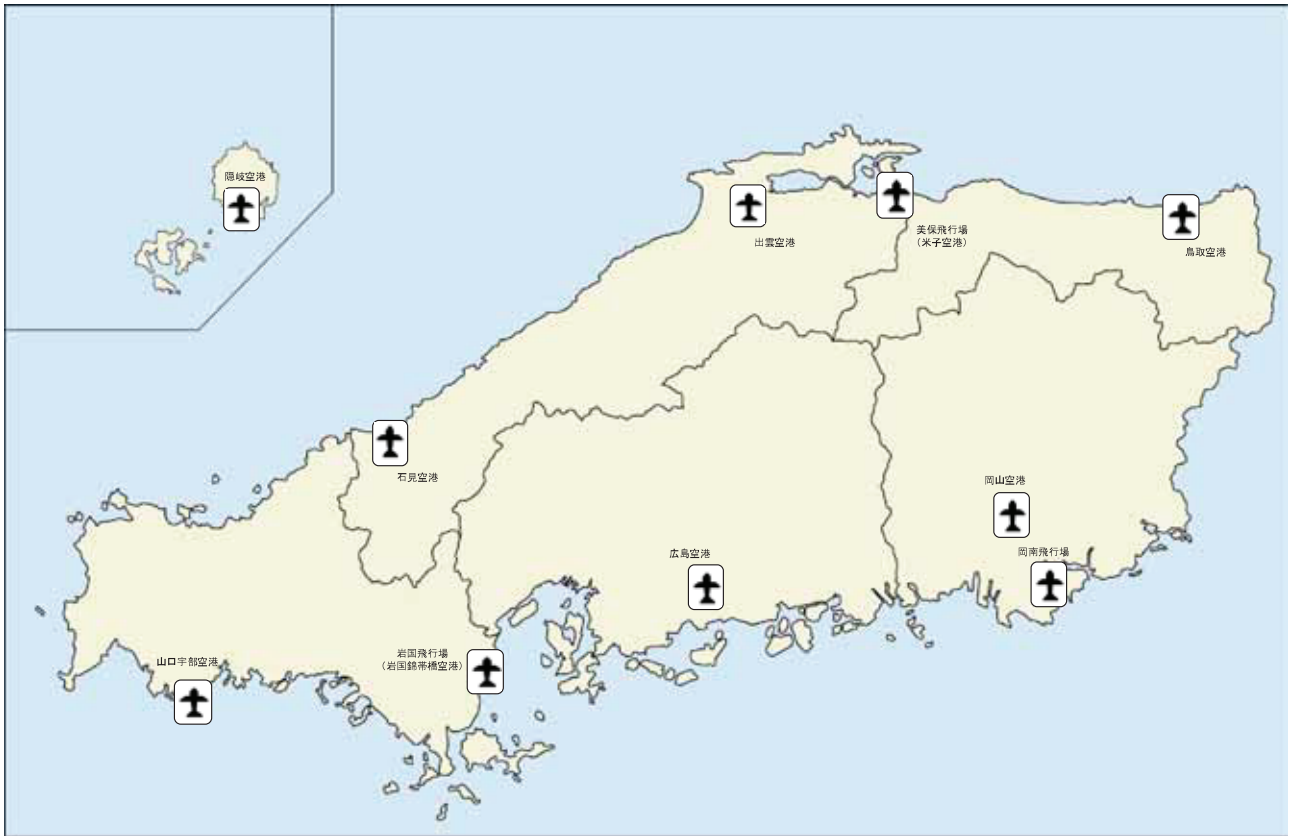 隠岐空港
出雲空港
美保飛行場
（米子空港）
鳥取空港
石見空港
岡山空港
岡南飛行場
広島空港
岩国飛行場
（岩国錦帯橋空港）
山口宇部空港